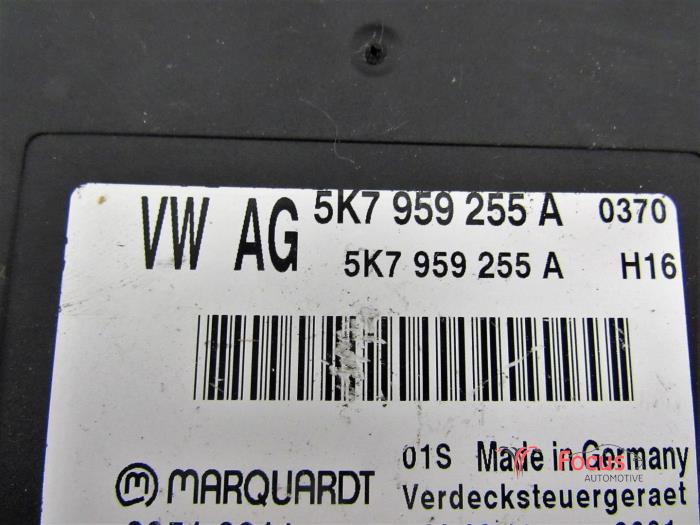 VW AG 5K7 959 255 A 0370
5K7 959 255 A H16
01S Made in Germany
MARQUARDT Verdecksteuergeraet
Focus
AUTOMOTIVE